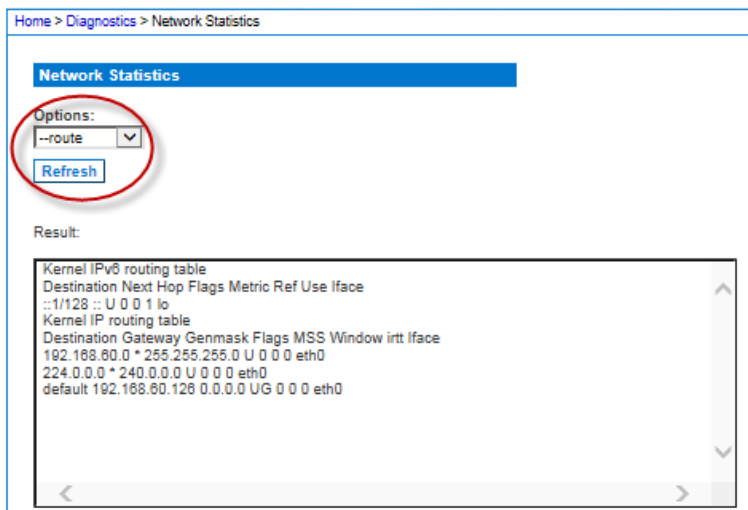 Home > Diagnostics > Network Statistics
Network Statistics
Options:
--route
Refresh
Result:
Kernel IPv6 routing table
Destination Next Hop Flags Metric Ref Use Iface
::1/128 :: U 0 0 1 lo
Kernel IP routing table
Destination Gateway Genmask Flags MSS Window irtt Iface
192.168.60.0 * 255.255.255.0 U 0 0 0 eth0
224.0.0.0 * 240.0.0.0 U 0 0 0 eth0
default 192.168.60.126 0.0.0.0 UG 0 0 0 eth0